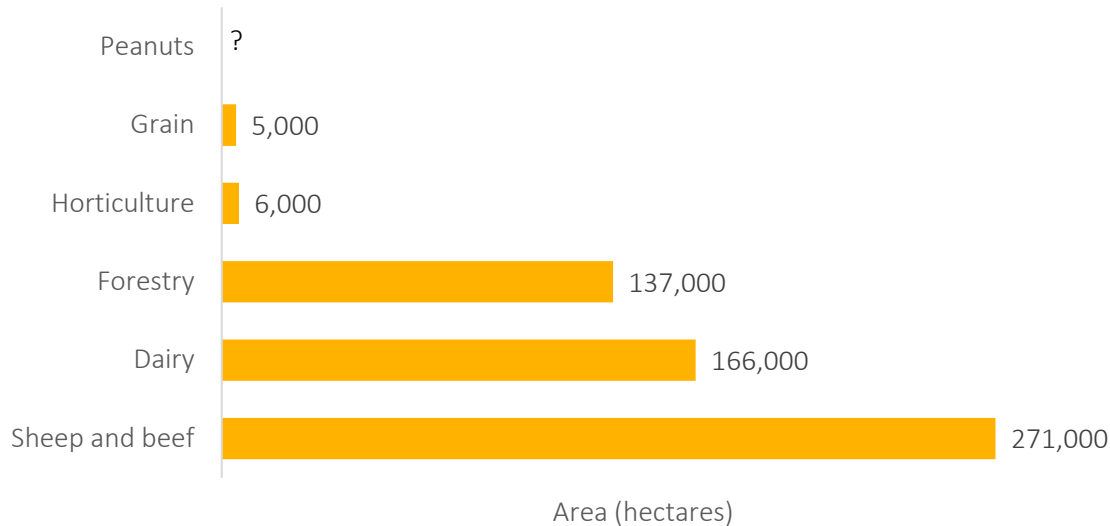 Peanuts ?
Grain 5,000
Horticulture 6,000
Forestry 137,000
Dairy 166,000
Sheep and beef 271,000
Area (hectares)